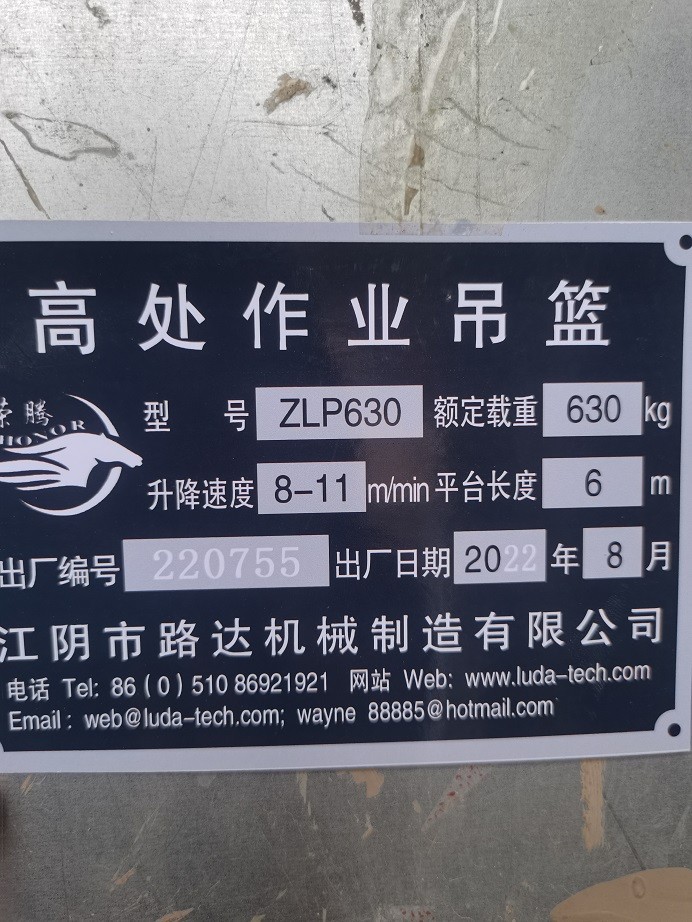 高处作业吊篮
荣腾
HONOR
型号 ZLP630 额定载重 630 kg
升降速度 8-11 m/min 平台长度 6 m
出厂编号 220755 出厂日期 2022 年 8 月
江阴市路达机械制造有限公司
电话 Tel: 86(0)510 86921921 网站 Web: www.luda-tech.com
Email: web@luda-tech.com; wayne 88885@hotmail.com